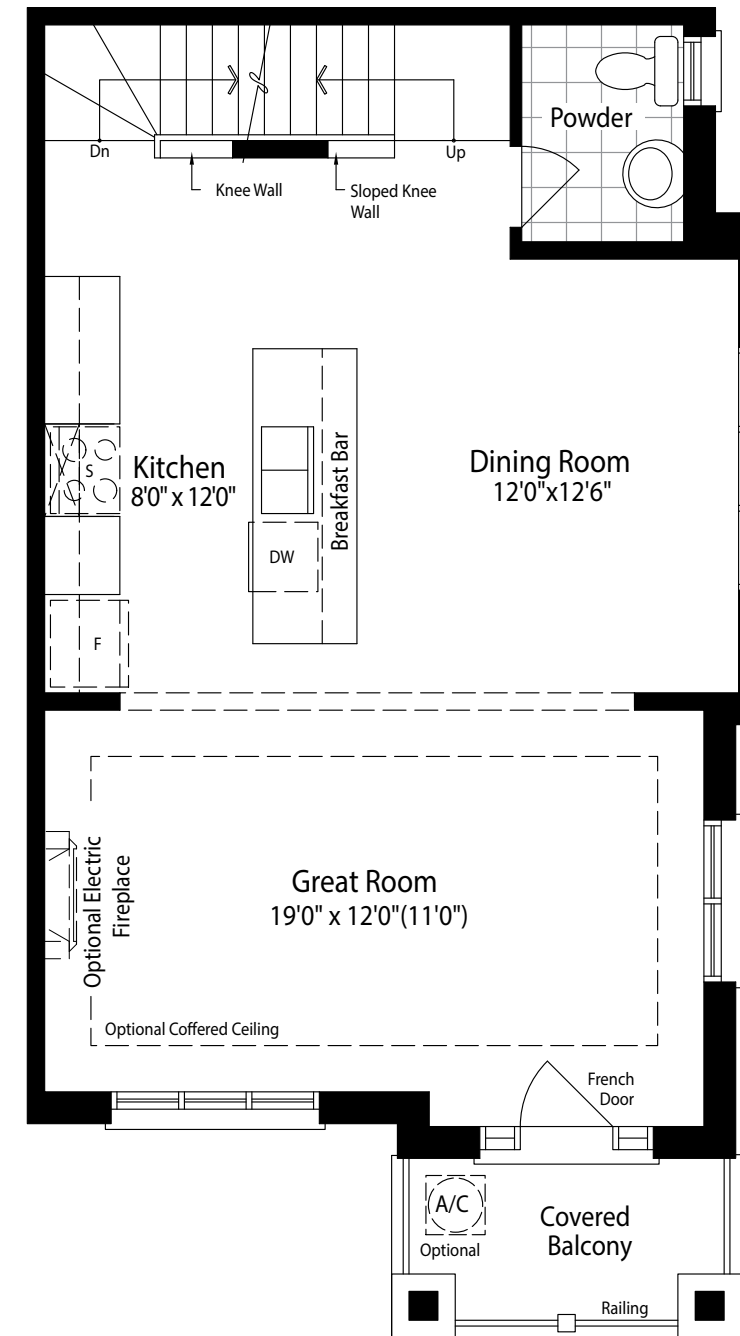 Powder
Dn
Up
Knee Wall
Sloped Knee
Wall
S
Kitchen
8'0" x 12'0"
Breakfast Bar
Dining Room
12'0"x12'6"
DW
F
Optional Electric
Fireplace
Great Room
19'0" x 12'0"(11'0")
Optional Coffered Ceiling
French
Door
A/C
Optional
Covered
Balcony
Railing